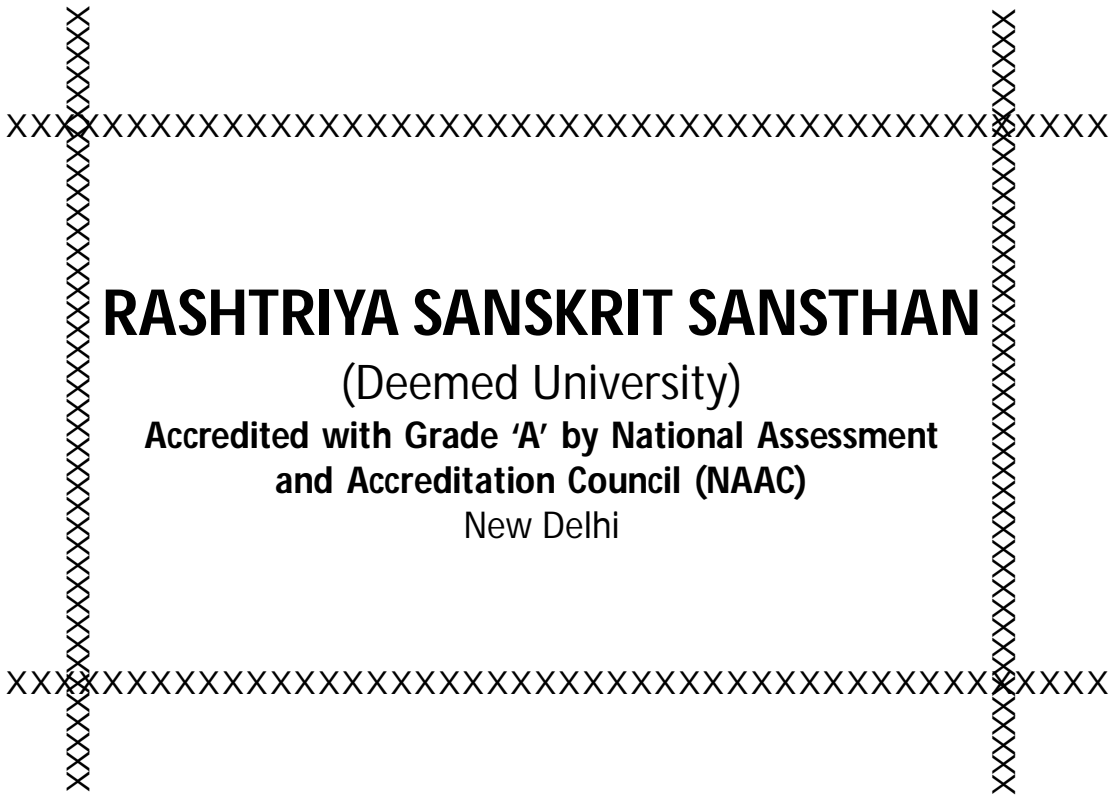 RASHTRIYA SANSKRIT SANSTHAN
(Deemed University)
Accredited with Grade ‘A’ by National Assessment
and Accreditation Council (NAAC)
New Delhi